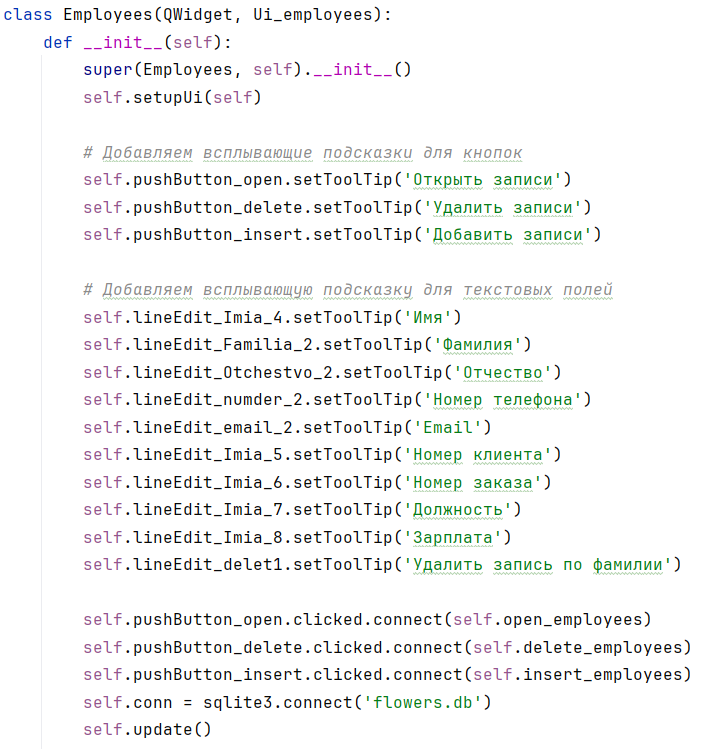 class Employees(QWidget, Ui_employees):
def __init__(self):
super(Employees, self).__init__()
self.setupUi(self)
# Добавляем всплывающие подсказки для кнопок
self.pushButton_open.setToolTip('Открыть записи')
self.pushButton_delete.setToolTip('Удалить записи')
self.pushButton_insert.setToolTip('Добавить записи')
# Добавляем всплывающую подсказку для текстовых полей
self.lineEdit_Imia_4.setToolTip('Имя')
self.lineEdit_Familia_2.setToolTip('Фамилия')
self.lineEdit_Otchestvo_2.setToolTip('Отчество')
self.lineEdit_numder_2.setToolTip('Номер телефона')
self.lineEdit_email_2.setToolTip('Email')
self.lineEdit_Imia_5.setToolTip('Номер клиента')
self.lineEdit_Imia_6.setToolTip('Номер заказа')
self.lineEdit_Imia_7.setToolTip('Должность')
self.lineEdit_Imia_8.setToolTip('Зарплата')
self.lineEdit_delet1.setToolTip('Удалить запись по фамилии')
self.pushButton_open.clicked.connect(self.open_employees)
self.pushButton_delete.clicked.connect(self.delete_employees)
self.pushButton_insert.clicked.connect(self.insert_employees)
self.conn = sqlite3.connect('flowers.db')
self.update()